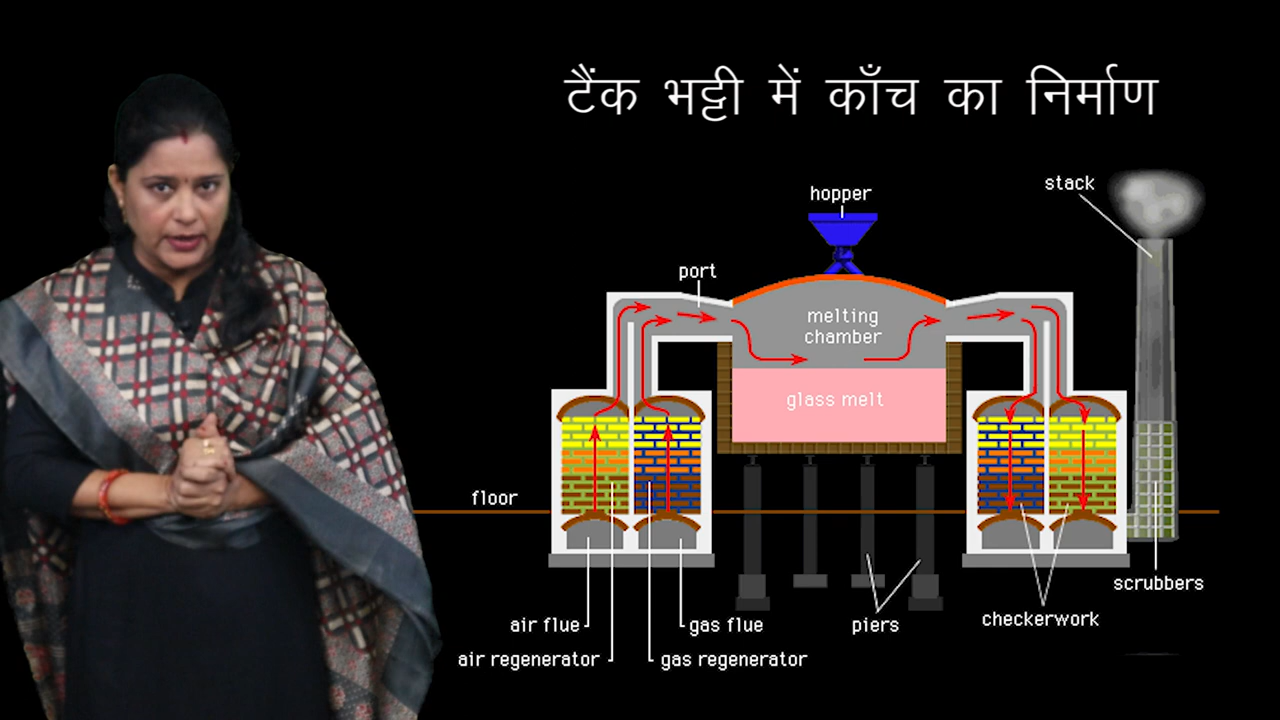 टैंक भट्टी में काँच का निर्माण
stack
hopper
port
melting
chamber
glass melt
floor
scrubbers
checkerwork
air flue
gas flue
piers
air regenerator
gas regenerator